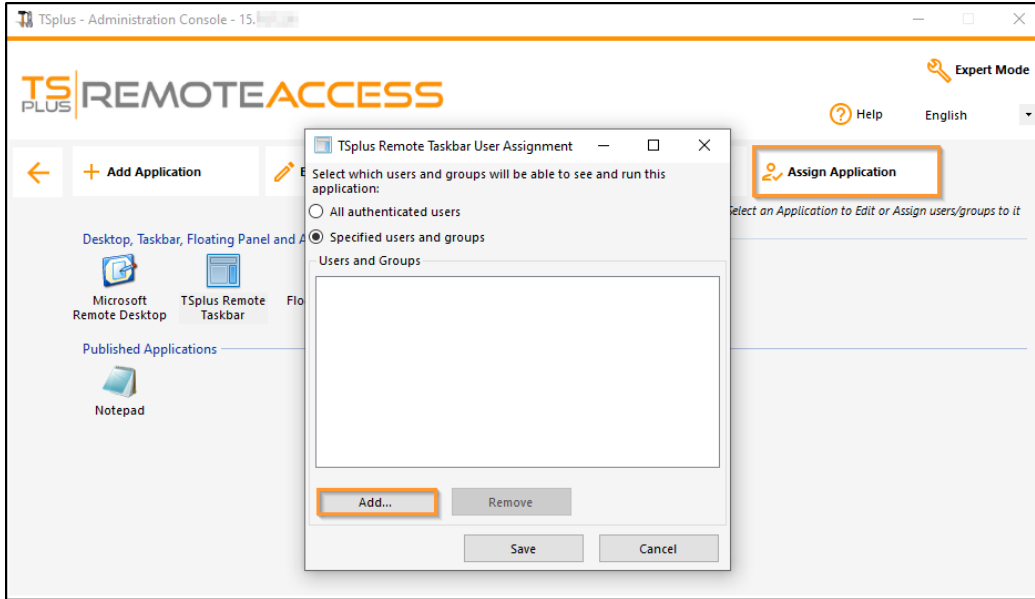 TSplus - Administration Console - 15.
Expert Mode
TS PLUS REMOTEACCESS
Help
English
TSplus Remote Taskbar User Assignment
Add Application
E
Assign Application
Select which users and groups will be able to see and run this
application:
All authenticated users
Select an Application to Edit or Assign users/groups to it
Specified users and groups
Desktop, Taskbar, Floating Panel and A
Users and Groups
Microsoft
Remote Desktop
TSplus Remote
Taskbar
Flo
Published Applications
Notepad
Add...
Remove
Save
Cancel